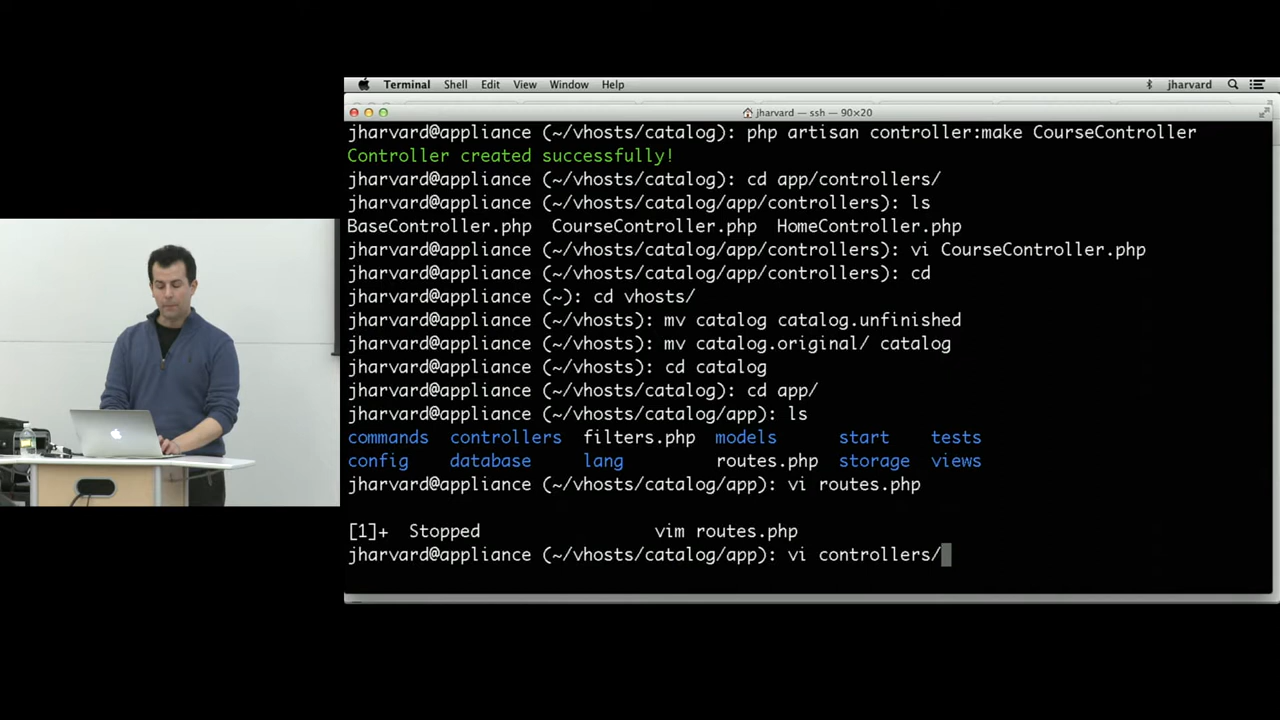 Terminal Shell Edit View Window Help jharvard
jharvard — ssh — 90×20
jharvard@appliance (~/vhosts/catalog): php artisan controller:make CourseController
Controller created successfully!
jharvard@appliance (~/vhosts/catalog): cd app/controllers/
jharvard@appliance (~/vhosts/catalog/app/controllers): ls
BaseController.php CourseController.php HomeController.php
jharvard@appliance (~/vhosts/catalog/app/controllers): vi CourseController.php
jharvard@appliance (~/vhosts/catalog/app/controllers): cd
jharvard@appliance (~): cd vhosts/
jharvard@appliance (~/vhosts): mv catalog catalog.unfinished
jharvard@appliance (~/vhosts): mv catalog.original/ catalog
jharvard@appliance (~/vhosts): cd catalog
jharvard@appliance (~/vhosts/catalog): cd app/
jharvard@appliance (~/vhosts/catalog/app): ls
commands controllers filters.php models start tests
config database lang routes.php storage views
jharvard@appliance (~/vhosts/catalog/app): vi routes.php
[1]+ Stopped vim routes.php
jharvard@appliance (~/vhosts/catalog/app): vi controllers/